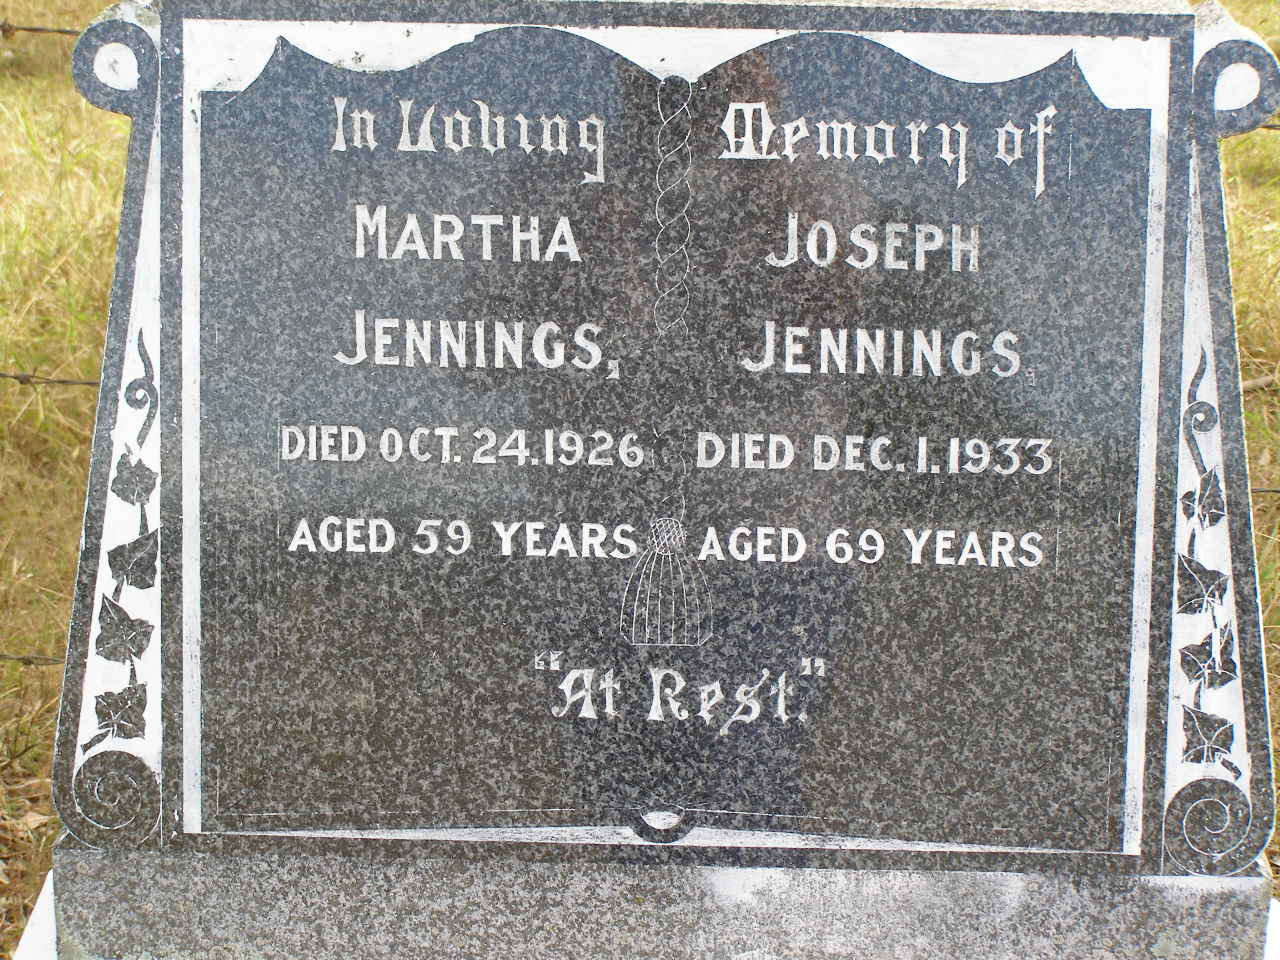 In Loving Memory of
MARTHA
JENNINGS,
DIED OCT. 24. 1926
AGED 59 YEARS
JOSEPH
JENNINGS,
DIED DEC. 1. 1933
AGED 69 YEARS
"At Rest."